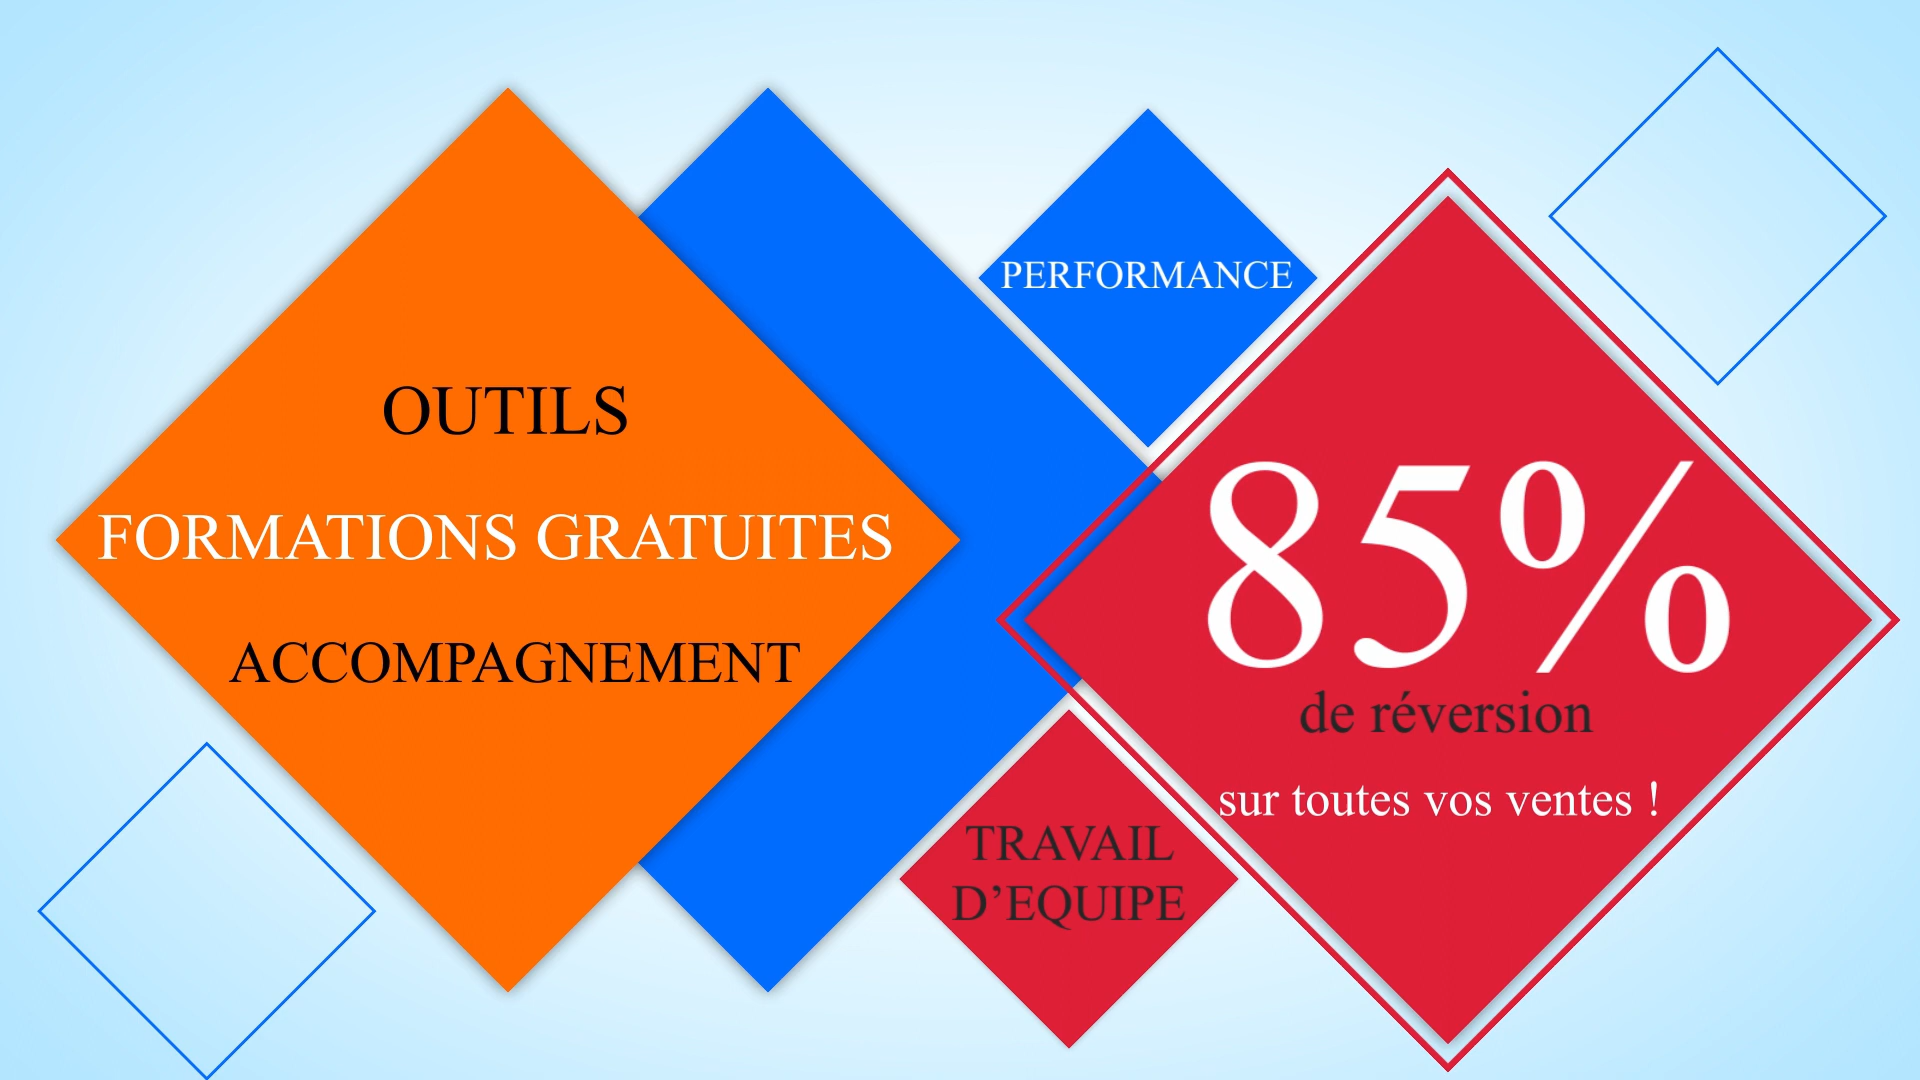 OUTILS
FORMATIONS GRATUITES
ACCOMPAGNEMENT
PERFORMANCE
85%
de réversion
sur toutes vos ventes !
TRAVAIL
D’EQUIPE